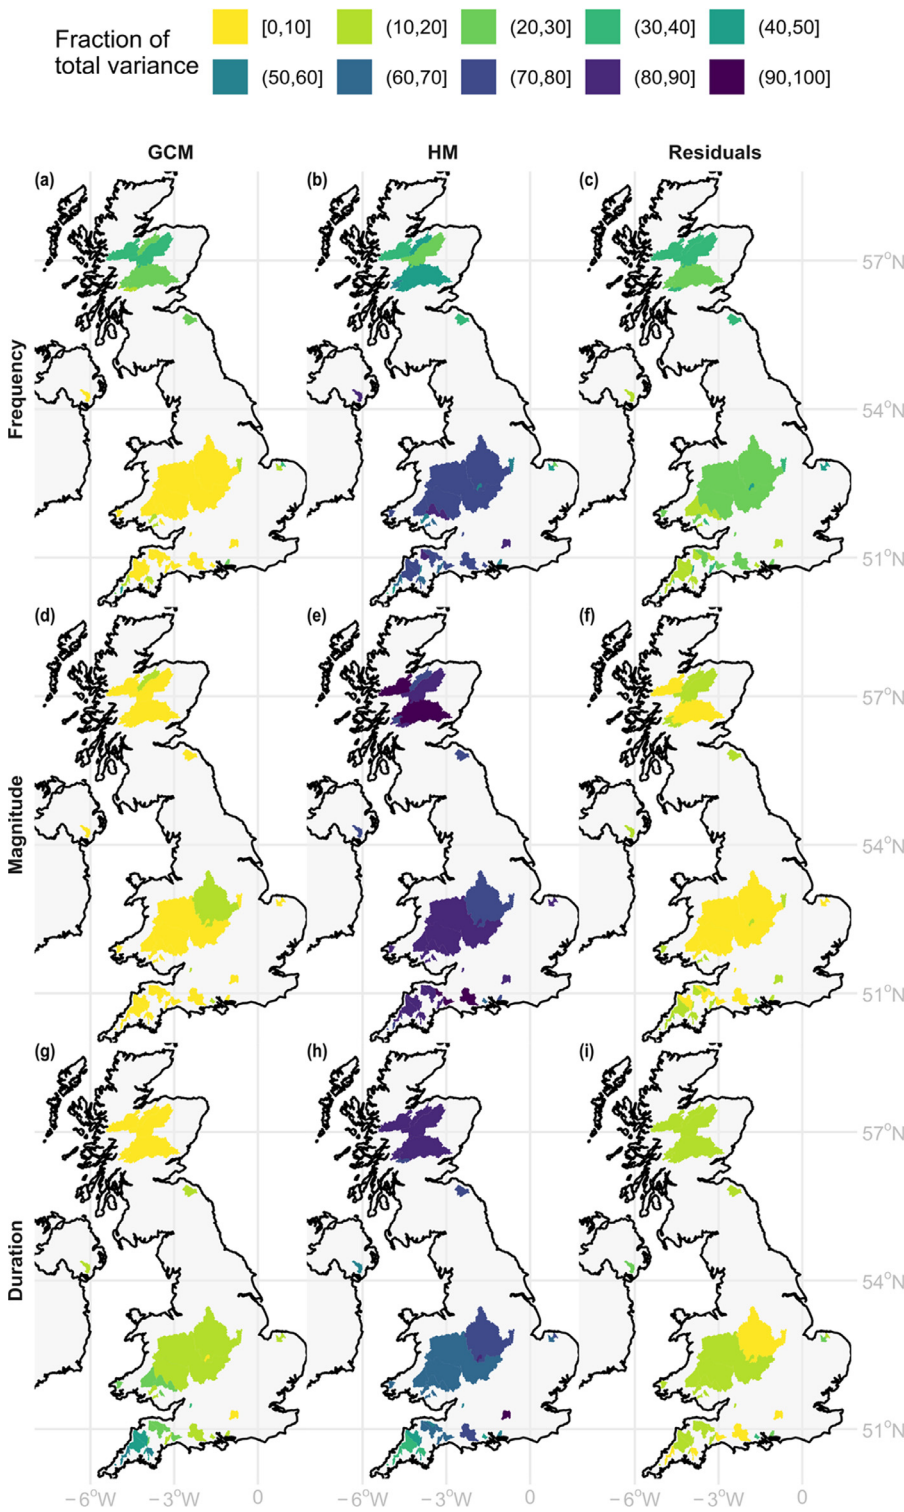 Fraction of
total variance
[0,10] (10,20] (20,30] (30,40] (40,50]
(50,60] (60,70] (70,80] (80,90] (90,100]
GCM HM Residuals
(a) (b) (c)
57°N
Frequency
54°N
51°N
(d) (e) (f)
57°N
Magnitude
54°N
51°N
(g) (h) (i)
57°N
Duration
54°N
51°N
−6°W −3°W 0 −6°W −3°W 0 −6°W −3°W 0